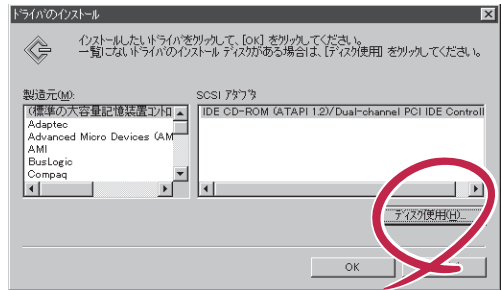 ドライバのインストール
インストールしたいドライバをクリックして、[OK] をクリックしてください。
一覧にないドライバのインストール ディスクがある場合は、[ディスク使用] をクリックしてください。
製造元(M):
SCSI アダプタ
(標準の大容量記憶装置コントロ
Adaptec
Advanced Micro Devices (AM
AMI
BusLogic
Compaq
IDE CD-ROM (ATAPI 1.2)/Dual-channel PCI IDE Controll
ディスク使用(H)...
OK